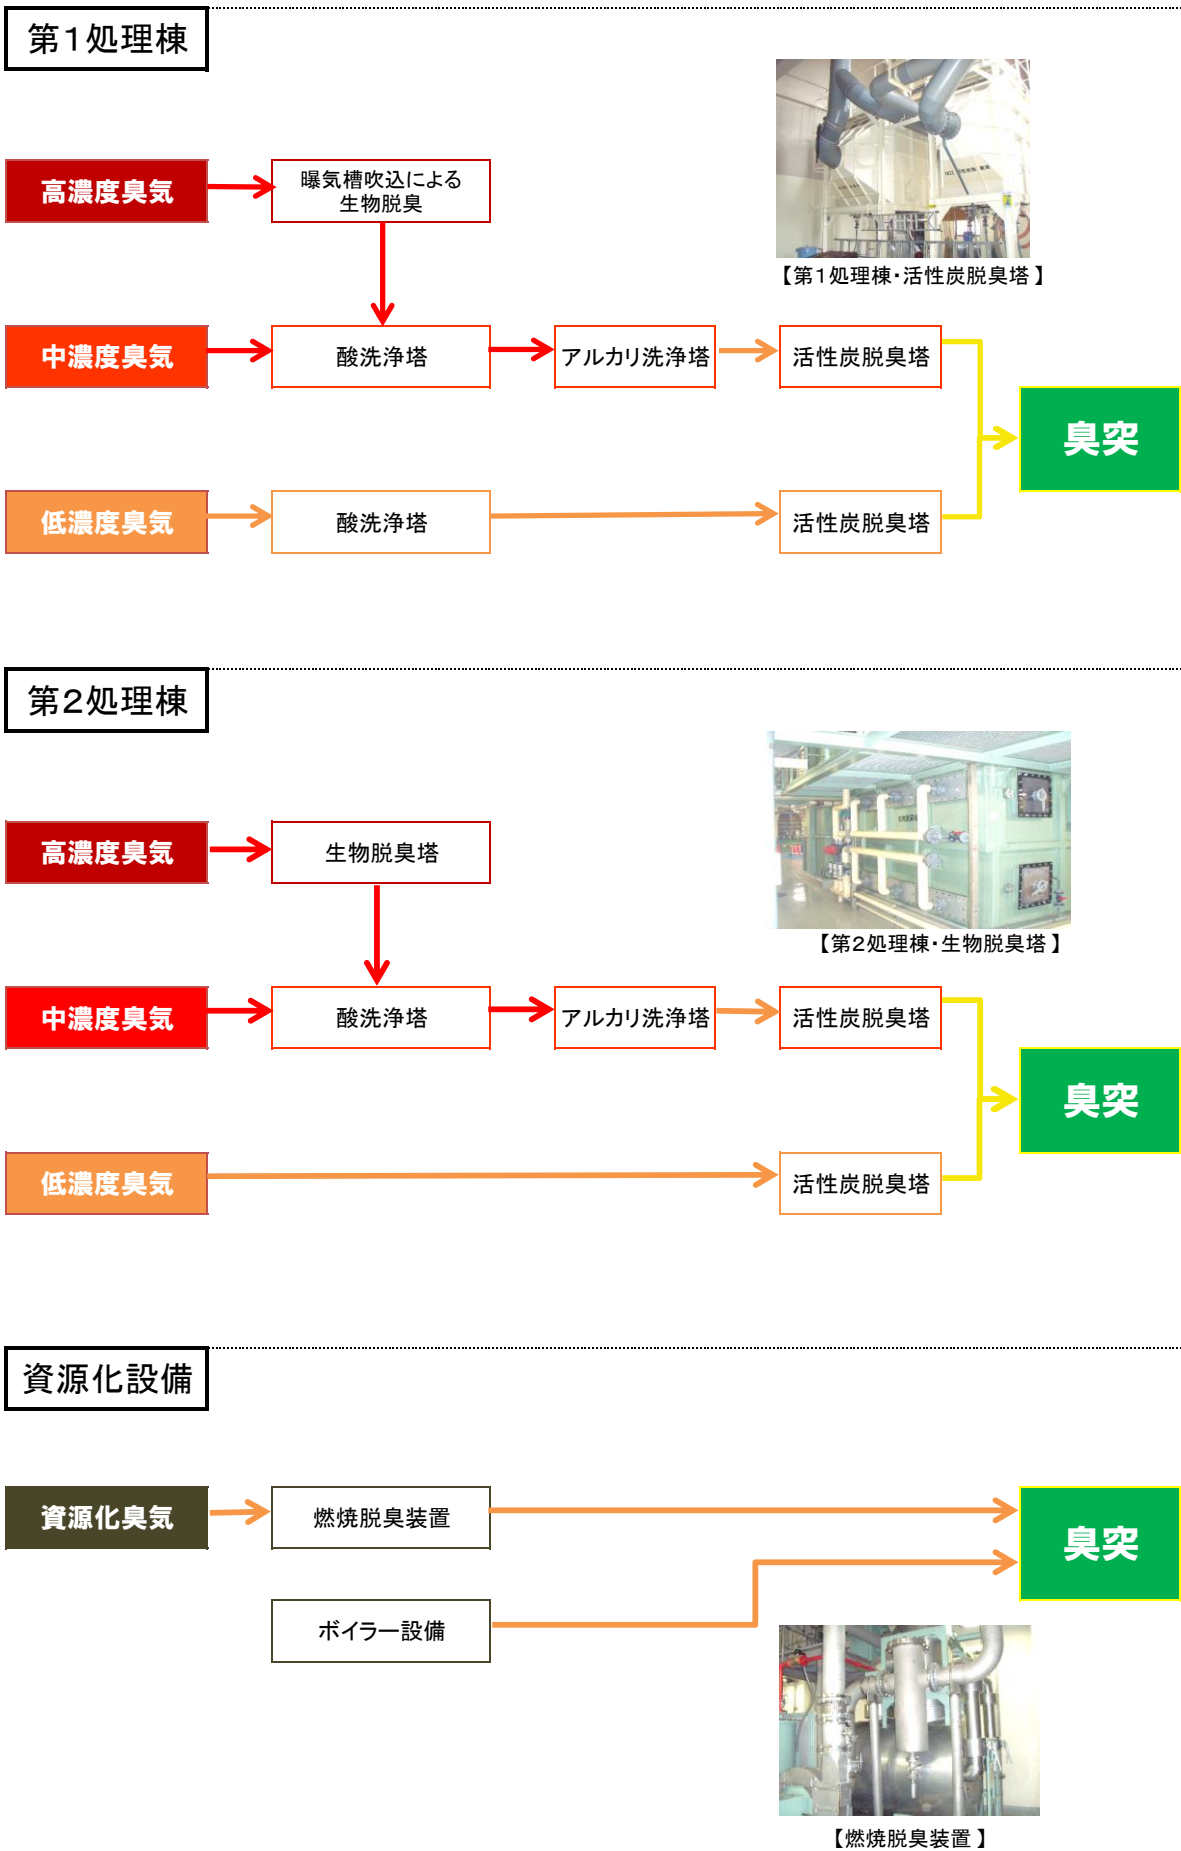 第1処理棟
高濃度臭気
曝気槽吹込による
生物脱臭
【第1処理棟・活性炭脱臭塔】
中濃度臭気
酸洗浄塔
アルカリ洗浄塔
活性炭脱臭塔
臭突
低濃度臭気
酸洗浄塔
活性炭脱臭塔
第2処理棟
高濃度臭気
生物脱臭塔
【第2処理棟・生物脱臭塔】
中濃度臭気
酸洗浄塔
アルカリ洗浄塔
活性炭脱臭塔
臭突
低濃度臭気
活性炭脱臭塔
資源化設備
資源化臭気
燃焼脱臭装置
臭突
ボイラー設備
【燃焼脱臭装置】